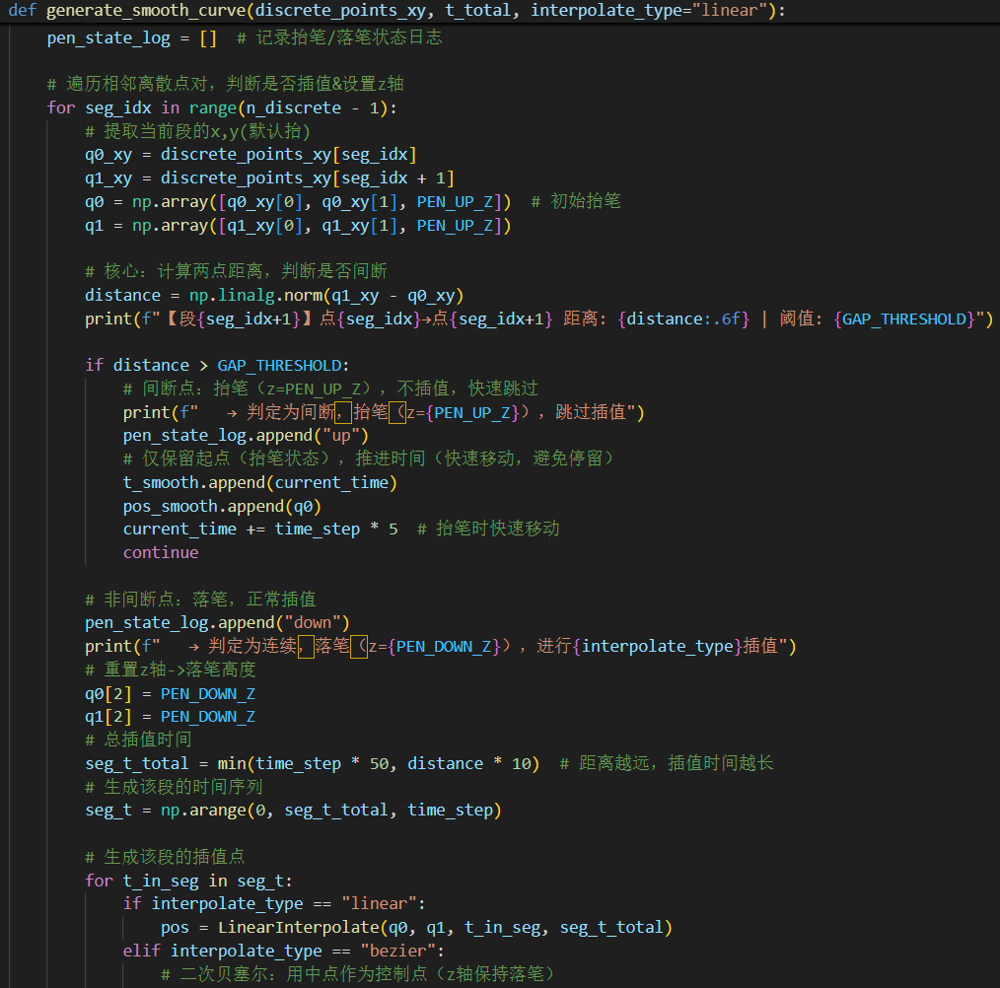 def generate_smooth_curve(discrete_points_xy, t_total, interpolate_type="linear"):
pen_state_log = []  # 记录抬笔/落笔状态日志
# 遍历相邻离散点对，判断是否插值&设置z轴
for seg_idx in range(n_discrete - 1):
# 提取当前段的x,y(默认抬)
q0_xy = discrete_points_xy[seg_idx]
q1_xy = discrete_points_xy[seg_idx + 1]
q0 = np.array([q0_xy[0], q0_xy[1], PEN_UP_Z])  # 初始抬笔
q1 = np.array([q1_xy[0], q1_xy[1], PEN_UP_Z])
# 核心：计算两点距离，判断是否间断
distance = np.linalg.norm(q1_xy - q0_xy)
print(f"【段{seg_idx+1}】点{seg_idx}→点{seg_idx+1} 距离: {distance:.6f} | 阈值: {GAP_THRESHOLD}")
if distance > GAP_THRESHOLD:
# 间断点：抬笔（z=PEN_UP_Z），不插值，快速跳过
print(f"   → 判定为间断，抬笔（z={PEN_UP_Z}），跳过插值")
pen_state_log.append("up")
# 仅保留起点（抬笔状态），推进时间（快速移动，避免停留）
t_smooth.append(current_time)
pos_smooth.append(q0)
current_time += time_step * 5  # 抬笔时快速移动
continue
# 非间断点：落笔，正常插值
pen_state_log.append("down")
print(f"   → 判定为连续，落笔（z={PEN_DOWN_Z}），进行{interpolate_type}插值")
# 重置z轴->落笔高度
q0[2] = PEN_DOWN_Z
q1[2] = PEN_DOWN_Z
# 总插值时间
seg_t_total = min(time_step * 50, distance * 10)  # 距离越远，插值时间越长
# 生成该段的时间序列
seg_t = np.arange(0, seg_t_total, time_step)
# 生成该段的插值点
for t_in_seg in seg_t:
if interpolate_type == "linear":
pos = LinearInterpolate(q0, q1, t_in_seg, seg_t_total)
elif interpolate_type == "bezier":
# 二次贝塞尔：用中点作为控制点（z轴保持落笔）